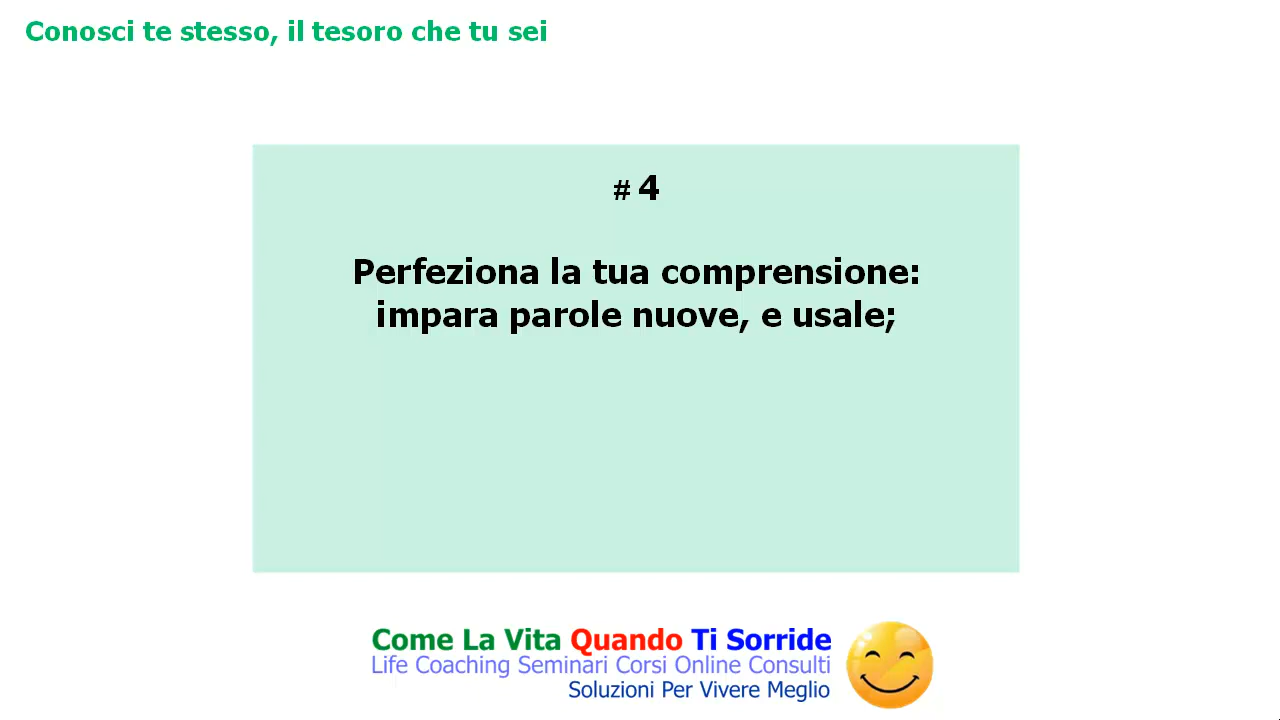 Conosci te stesso, il tesoro che tu sei
# 4
Perfeziona la tua comprensione:
impara parole nuove, e usale;
Come La Vita Quando Ti Sorride
Life Coaching Seminari Corsi Online Consulti
Soluzioni Per Vivere Meglio